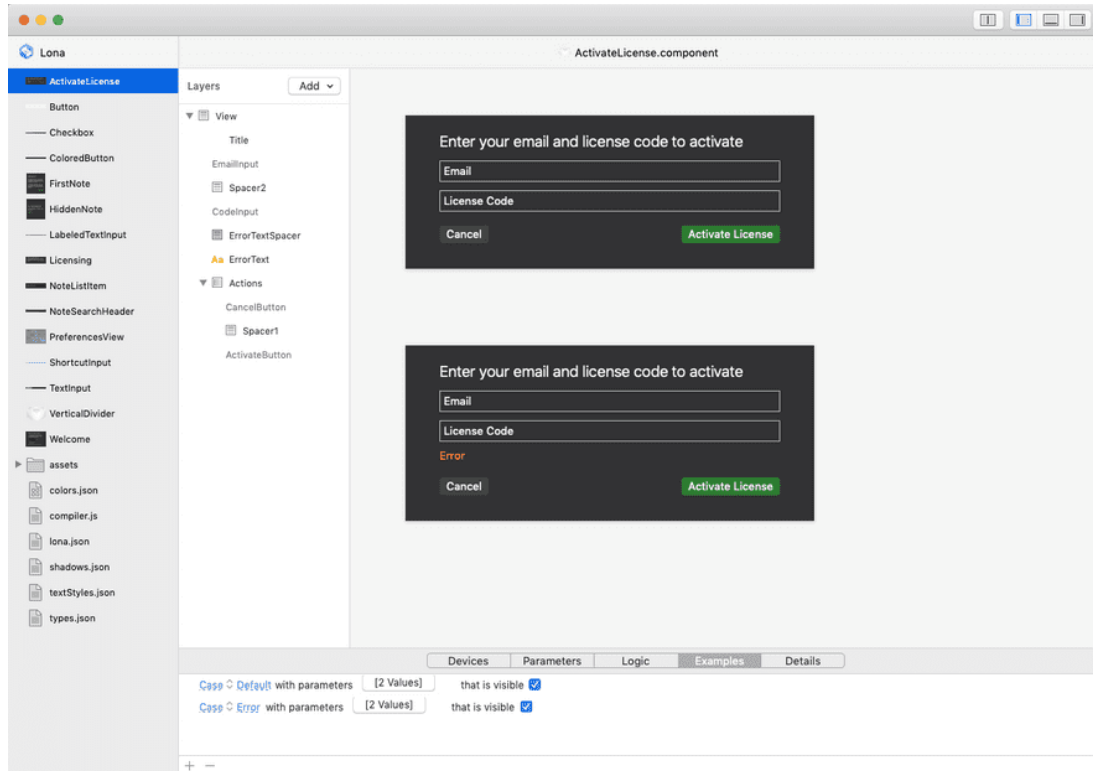 Lona
ActivateLicense.component
ActivateLicense
Button
Checkbox
ColoredButton
FirstNote
HiddenNote
LabeledTextInput
Licensing
NoteListItem
NoteSearchHeader
PreferencesView
ShortcutInput
TextInput
VerticalDivider
Welcome
assets
colors.json
compiler.js
lona.json
shadows.json
textStyles.json
types.json
Layers Add
View
Title
EmailInput
Spacer2
CodeInput
ErrorTextSpacer
Aa ErrorText
Actions
CancelButton
Spacer1
ActivateButton
Enter your email and license code to activate
Email
License Code
Cancel Activate License
Enter your email and license code to activate
Email
License Code
Error
Cancel Activate License
Devices Parameters Logic Examples Details
Case Default with parameters [2 Values] that is visible
Case Error with parameters [2 Values] that is visible
+ −